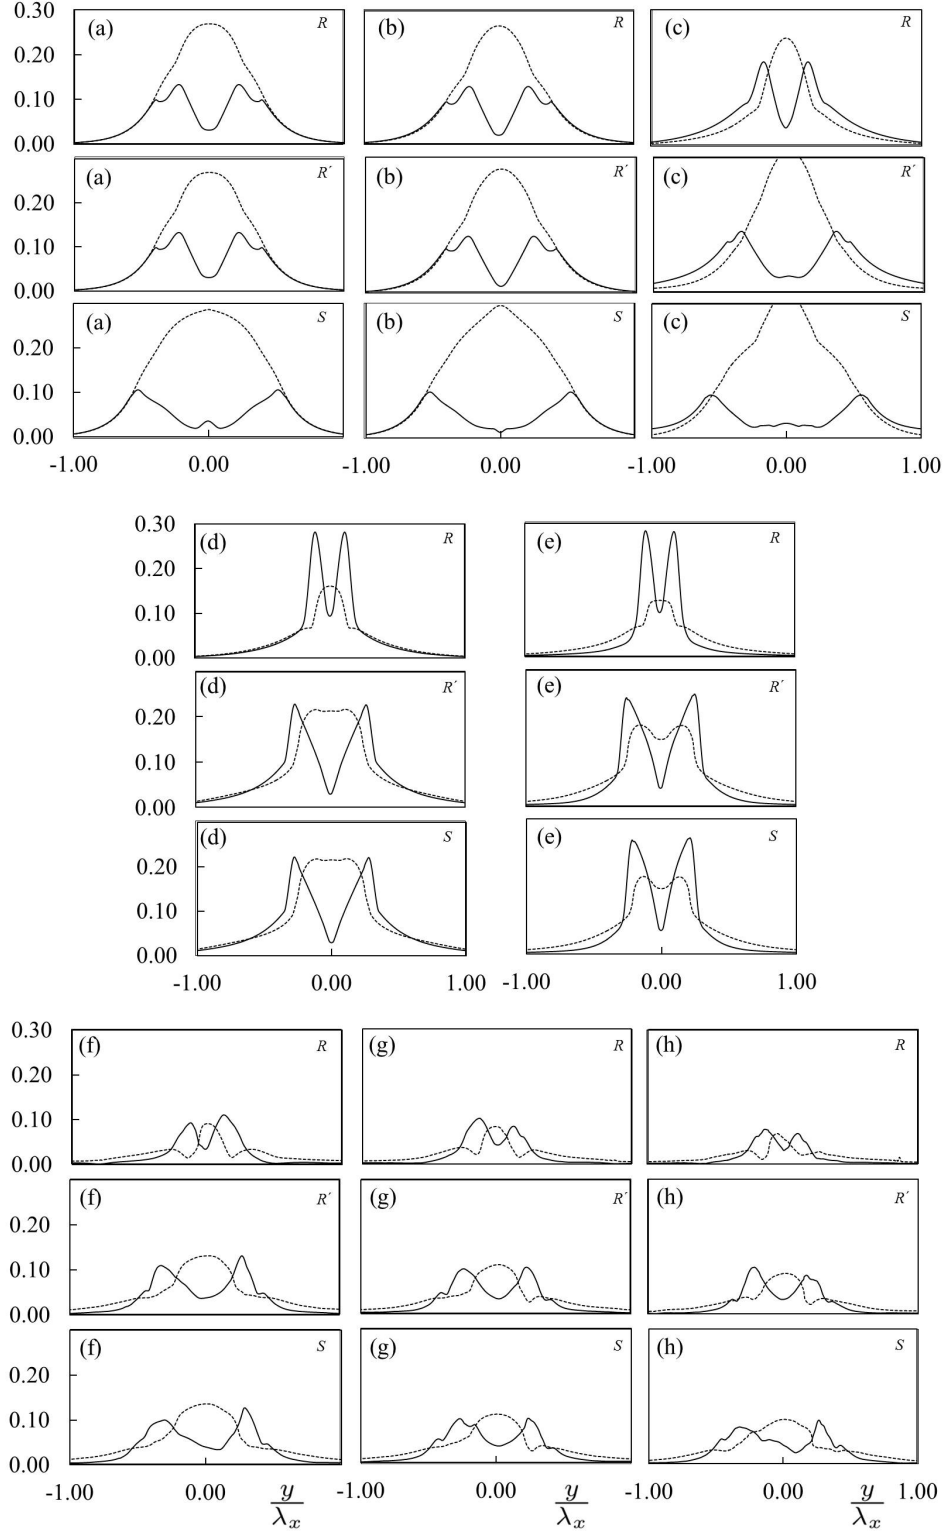 0.30 (a) R (b) R (c) R
0.20
0.10
0.00
(a) R′ (b) R′ (c) R′
0.20
0.10
0.00
(a) S (b) S (c) S
0.20
0.10
0.00
-1.00 0.00 -1.00 0.00 0.00 1.00
0.30 (d) R (e) R
0.20
0.10
0.00
(d) R′ (e) R′
0.20
0.10
0.00
(d) S (e) S
0.20
0.10
0.00
-1.00 0.00 1.00 -1.00 0.00 1.00
0.30 (f) R (g) R (h) R
0.20
0.10
0.00
(f) R′ (g) R′ (h) R′
0.20
0.10
0.00
(f) S (g) S (h) S
0.20
0.10
0.00
-1.00 0.00 y/λx -1.00 0.00 y/λx -1.00 0.00 y/λx 1.00